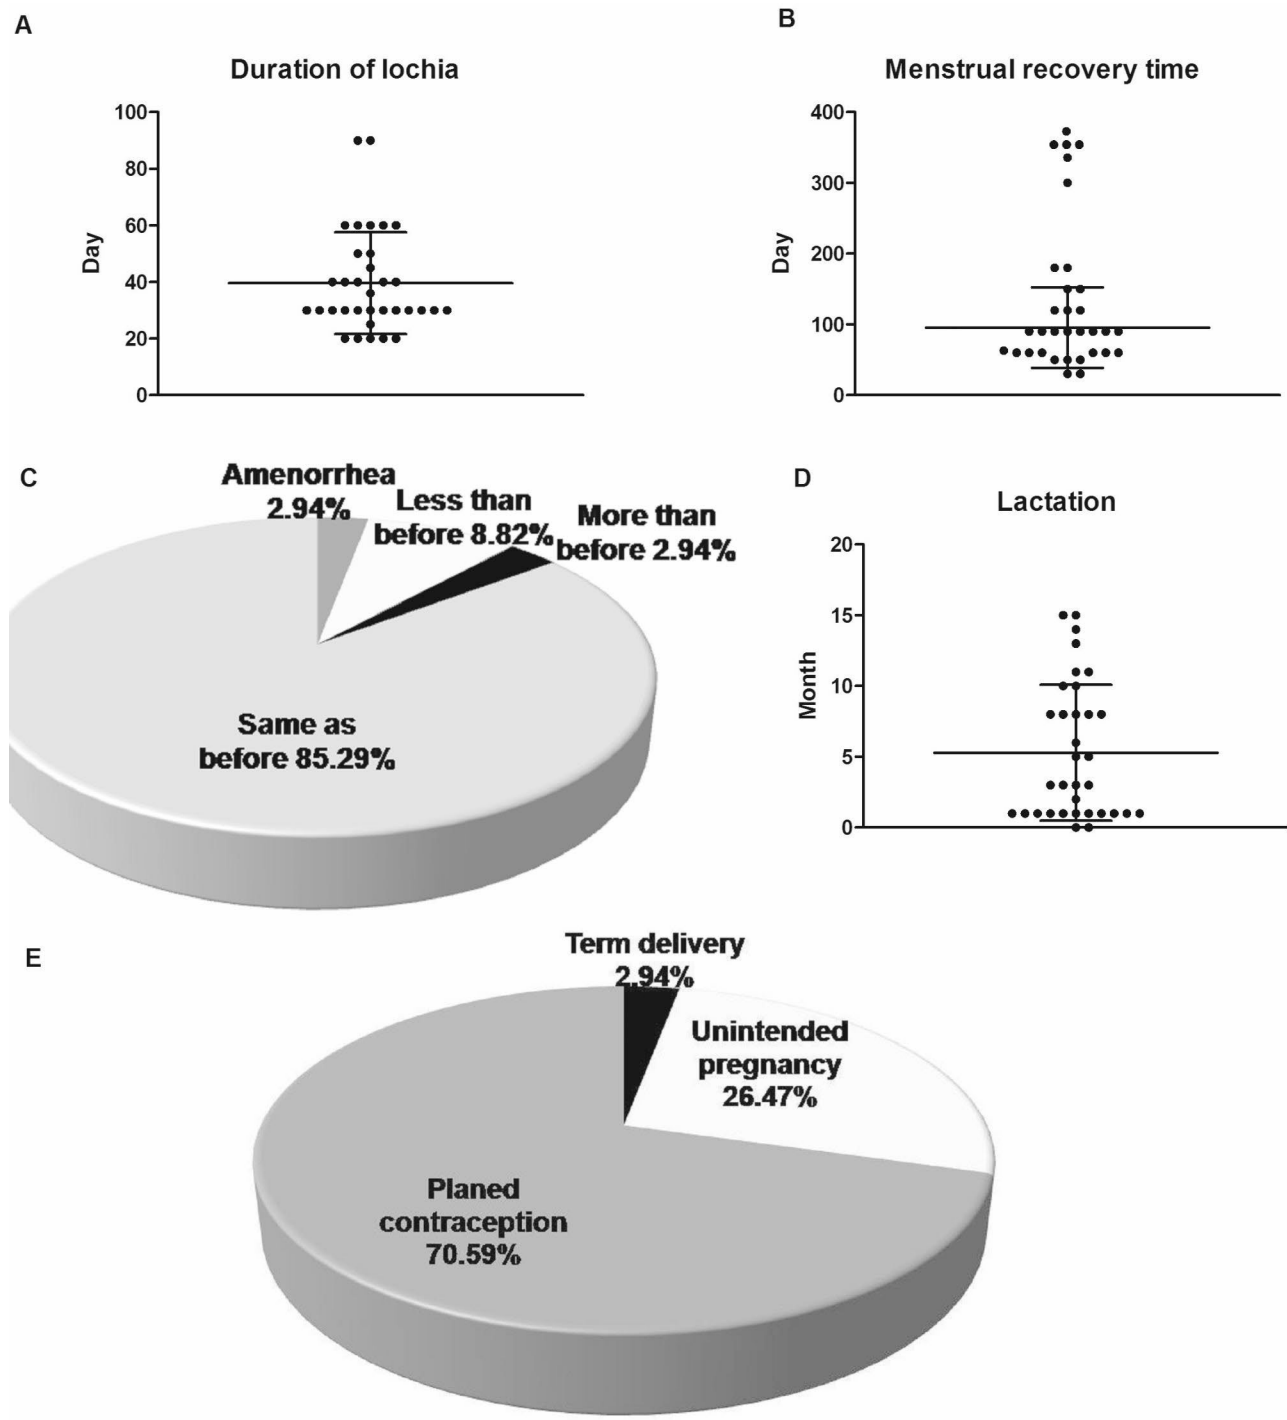 A
Duration of lochia
100
80
60
40
20
0
Day
B
Menstrual recovery time
400
300
200
100
0
Day
C
Amenorrhea
2.94%
Less than
before 8.82%
More than
before 2.94%
Same as
before 85.29%
D
Lactation
20
15
10
5
0
Month
E
Term delivery
2.94%
Unintended
pregnancy
26.47%
Planed
contraception
70.59%